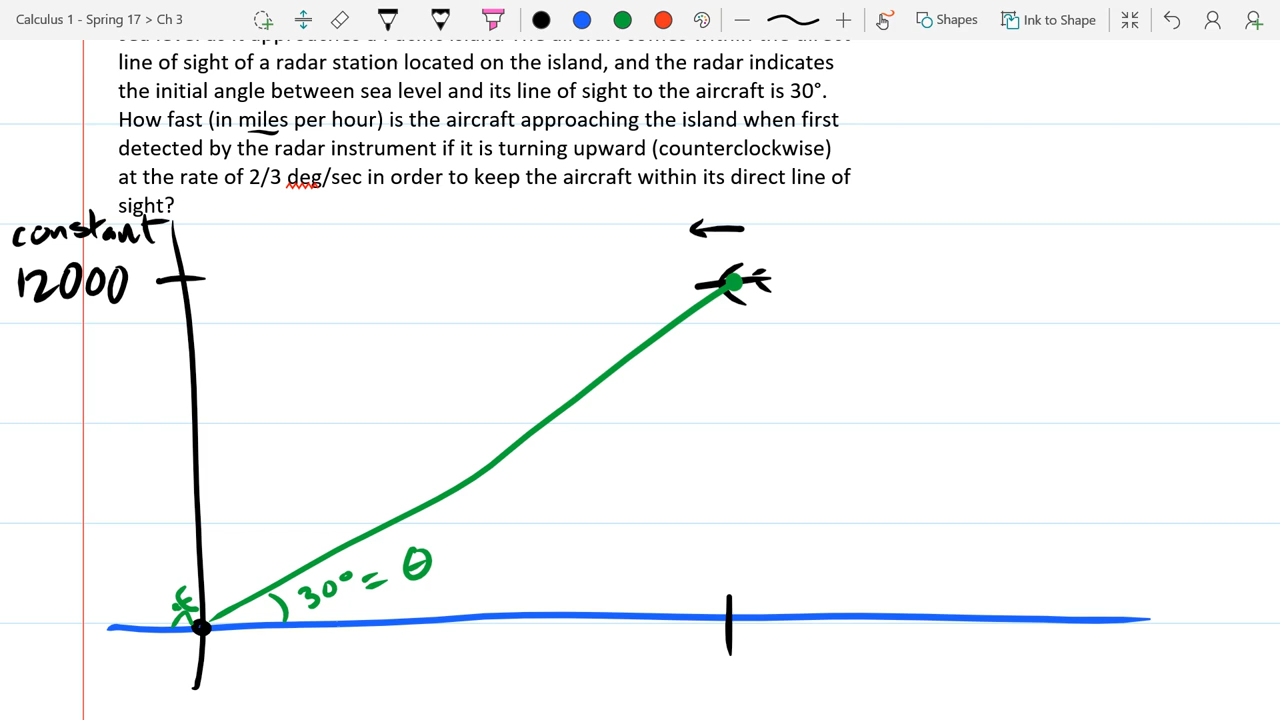 Calculus 1 - Spring 17 > Ch 3
Shapes
Ink to Shape
line of sight of a radar station located on the island, and the radar indicates
the initial angle between sea level and its line of sight to the aircraft is 30°.
How fast (in miles per hour) is the aircraft approaching the island when first
detected by the radar instrument if it is turning upward (counterclockwise)
at the rate of 2/3 deg/sec in order to keep the aircraft within its direct line of
sight?
constant
12000
30° = θ